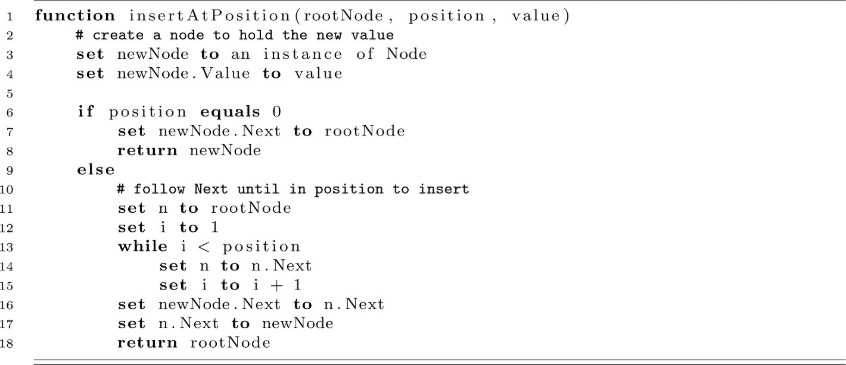 1 function insertAtPosition(rootNode, position, value)
2     # create a node to hold the new value
3     set newNode to an instance of Node
4     set newNode.Value to value
5
6     if position equals 0
7         set newNode.Next to rootNode
8         return newNode
9     else
10         # follow Next until in position to insert
11         set n to rootNode
12         set i to 1
13         while i < position
14             set n to n.Next
15             set i to i + 1
16         set newNode.Next to n.Next
17         set n.Next to newNode
18         return rootNode